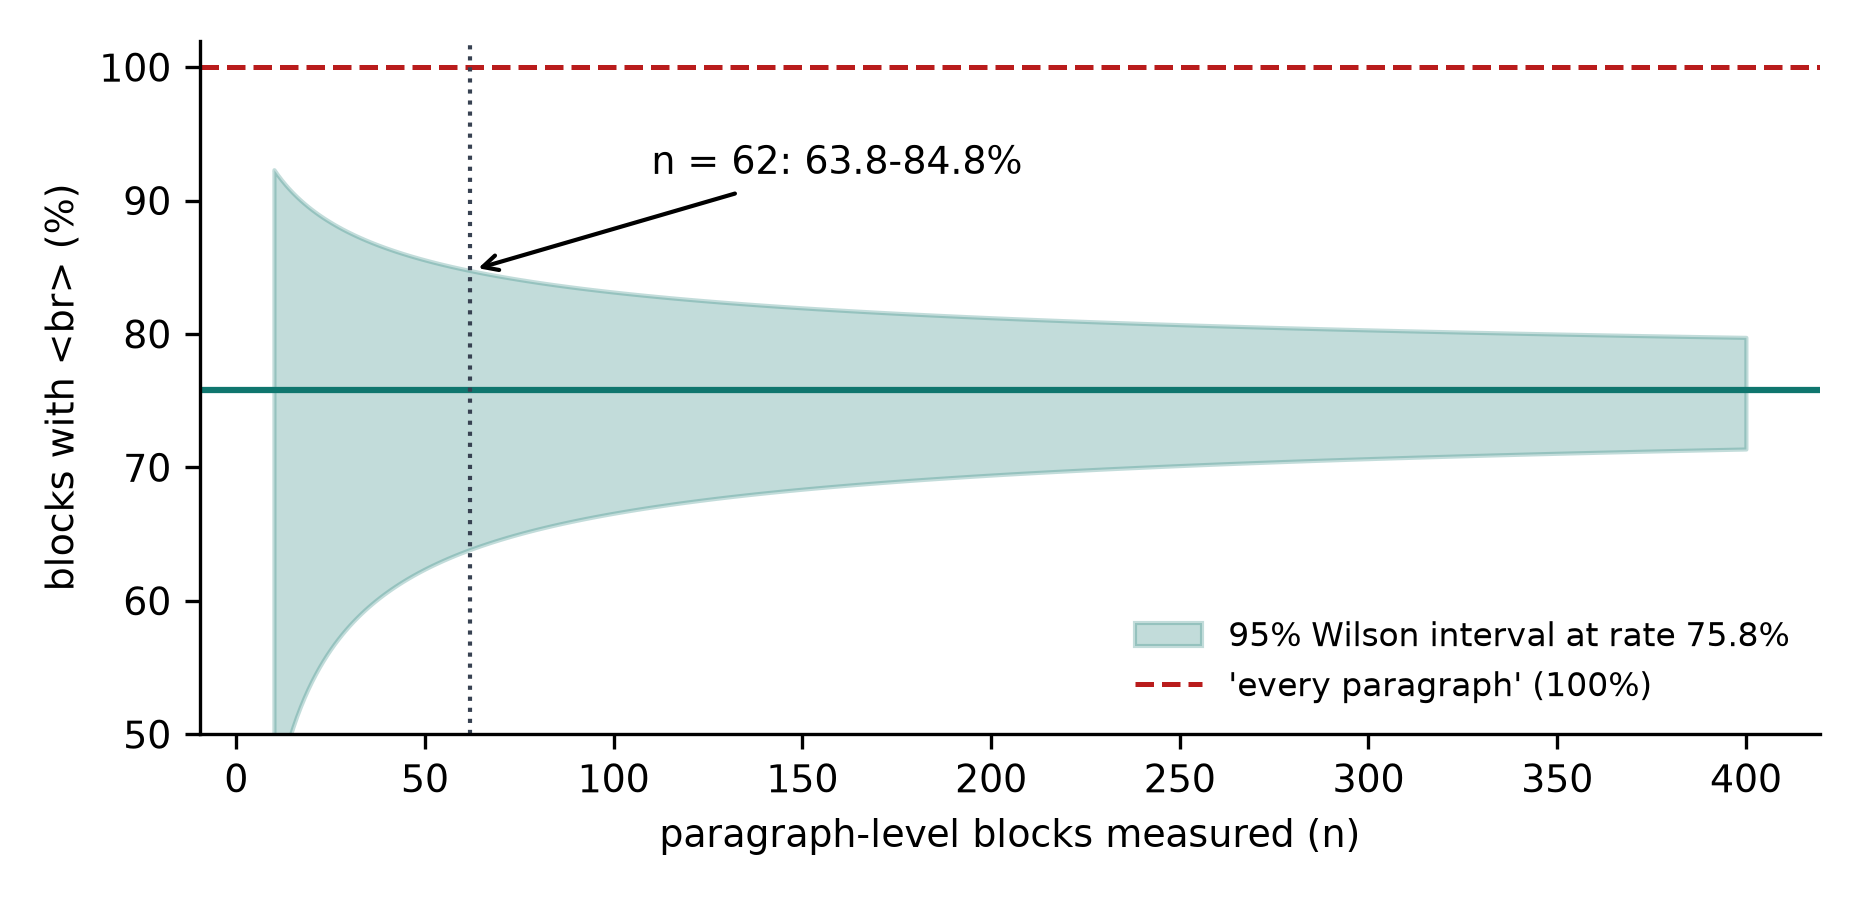 100
90
80
70
60
50
blocks with <br> (%)
n = 62: 63.8-84.8%
95% Wilson interval at rate 75.8%
'every paragraph' (100%)
0 50 100 150 200 250 300 350 400
paragraph-level blocks measured (n)